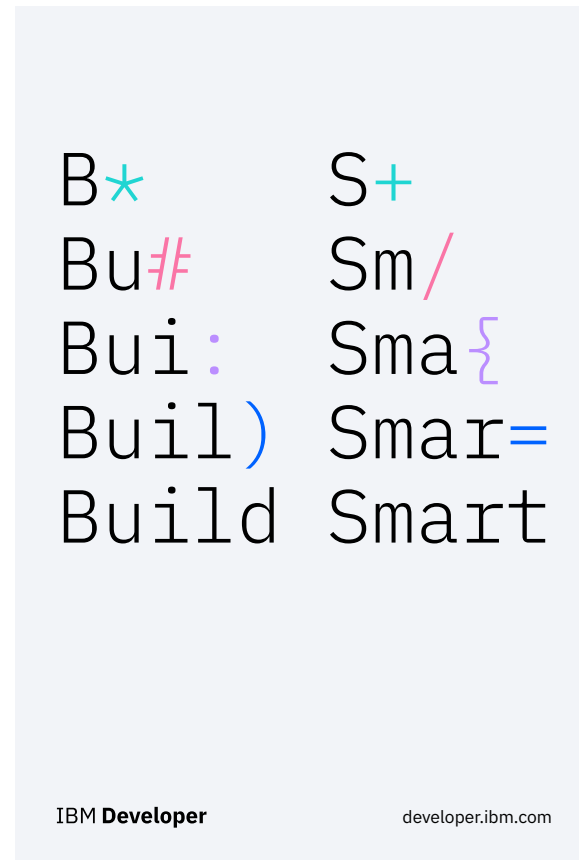 B* S+
Bu# Sm/
Bui: Sma{
Buil) Smar=
Build Smart
IBM Developer developer.ibm.com